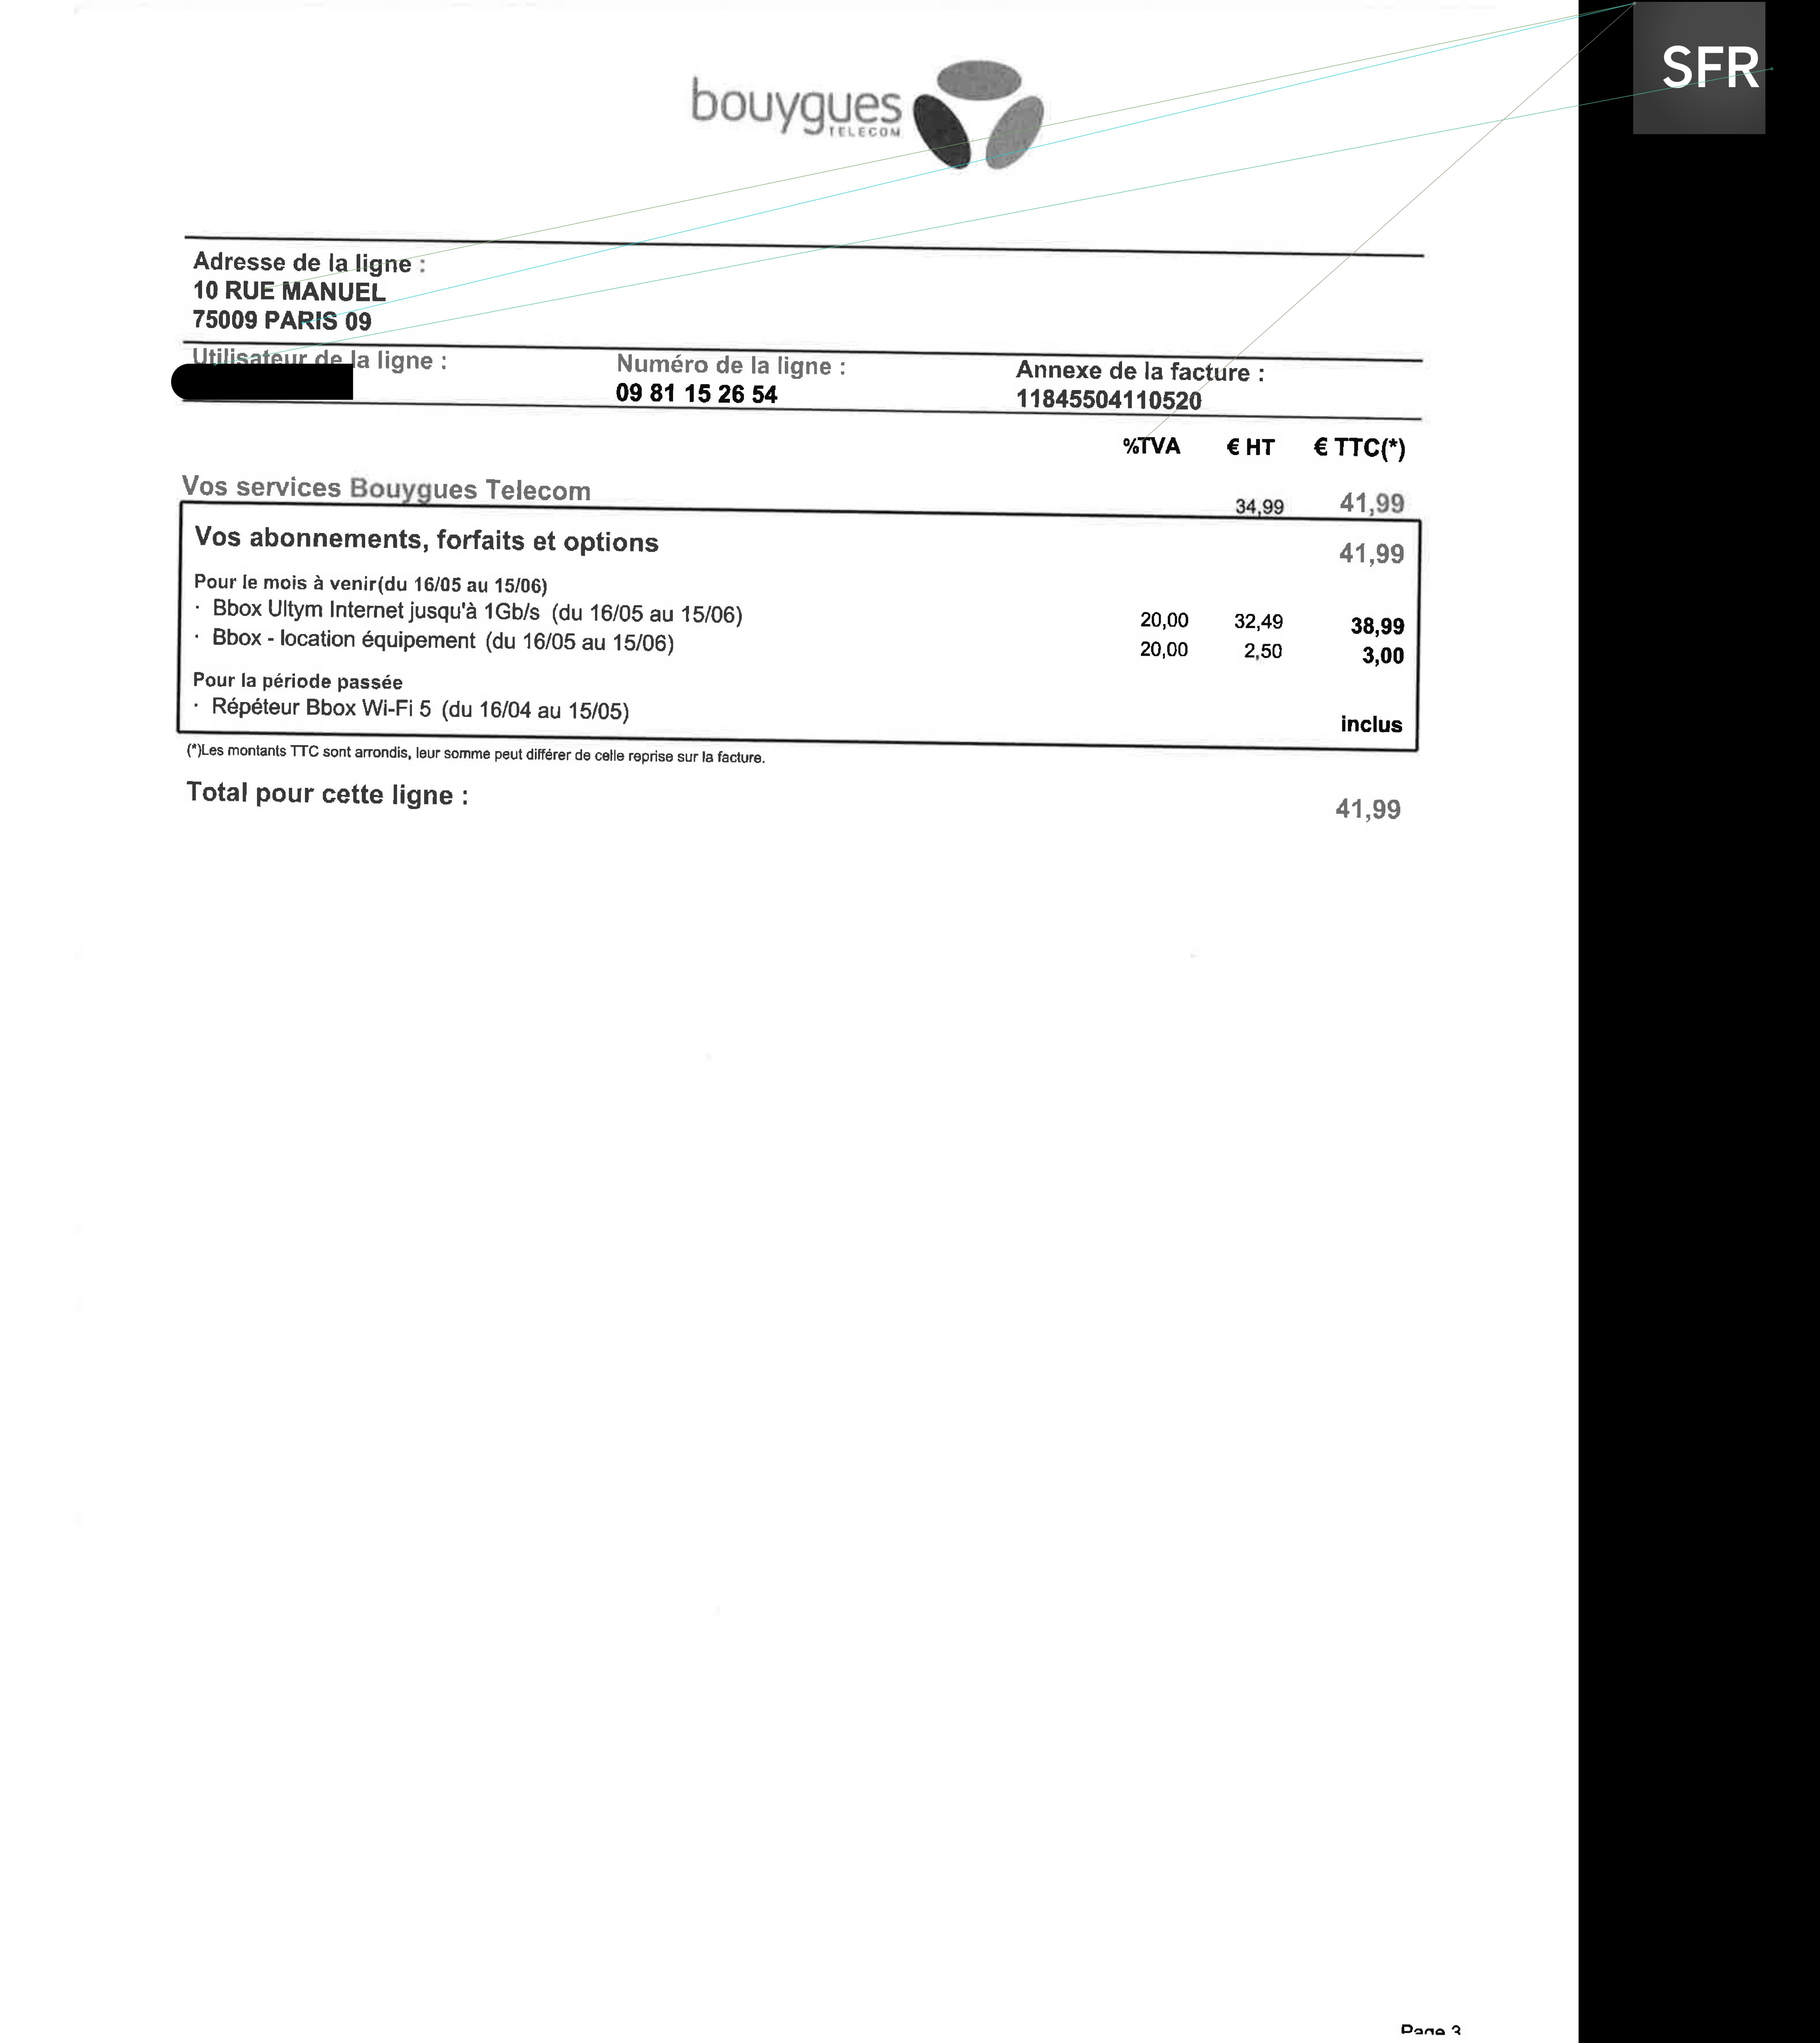 SFR
bouygues
TELECOM
Adresse de la ligne :
10 RUE MANUEL
75009 PARIS 09
Utilisateur de la ligne :
Numéro de la ligne :
09 81 15 26 54
Annexe de la facture :
11845504110520
%TVA € HT € TTC(*)
Vos services Bouygues Telecom 34,99 41,99
Vos abonnements, forfaits et options 41,99
Pour le mois à venir(du 16/05 au 15/06)
· Bbox Ultym Internet jusqu'à 1Gb/s (du 16/05 au 15/06) 20,00 32,49 38,99
· Bbox - location équipement (du 16/05 au 15/06) 20,00 2,50 3,00
Pour la période passée
· Répéteur Bbox Wi-Fi 5 (du 16/04 au 15/05) inclus
(*)Les montants TTC sont arrondis, leur somme peut différer de celle reprise sur la facture.
Total pour cette ligne : 41,99
Page 3